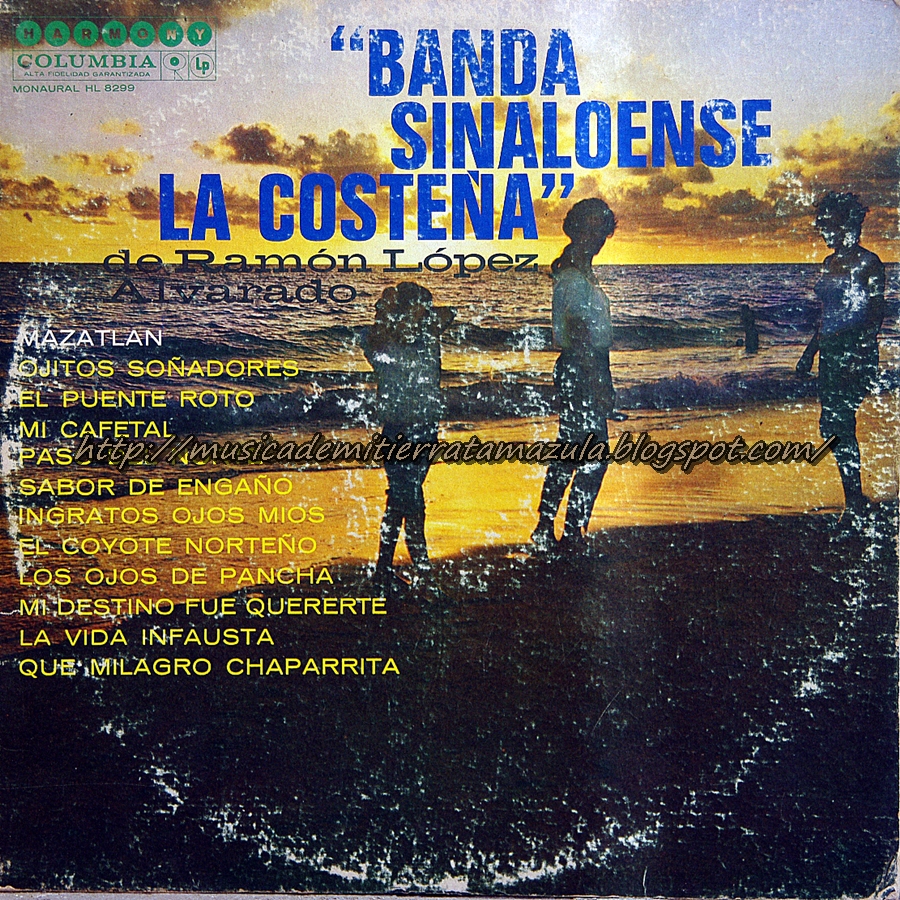 HARMONY
COLUMBIA Lp
ALTA FIDELIDAD GARANTIZADA
MONAURAL HL 8299
“BANDA
SINALOENSE
LA COSTEÑA”
de Ramón López
Alvarado
MAZATLAN
OJITOS SOÑADORES
EL PUENTE ROTO
MI CAFETAL
http://musicademitierratamazula.blogspot.com/
SABOR DE ENGAÑO
INGRATOS OJOS MIOS
EL COYOTE NORTEÑO
LOS OJOS DE PANCHA
MI DESTINO FUE QUERERTE
LA VIDA INFAUSTA
QUE MILAGRO CHAPARRITA